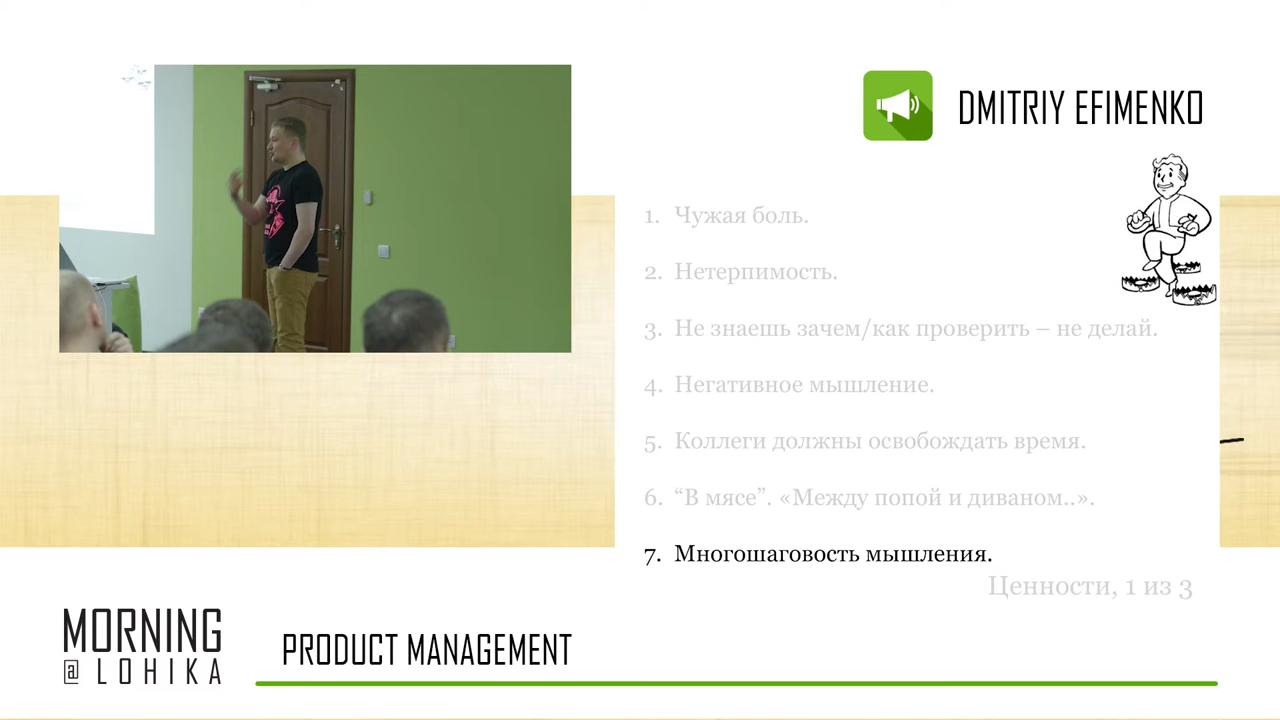 DMITRIY EFIMENKO
1. Чужая боль.
2. Нетерпимость.
3. Не знаешь зачем/как проверить – не делай.
4. Негативное мышление.
5. Коллеги должны освобождать время.
6. “В мясе”. «Между попой и диваном..».
7. Многошаговость мышления.
Ценности, 1 из 3
MORNING
@ LOHIKA
PRODUCT MANAGEMENT